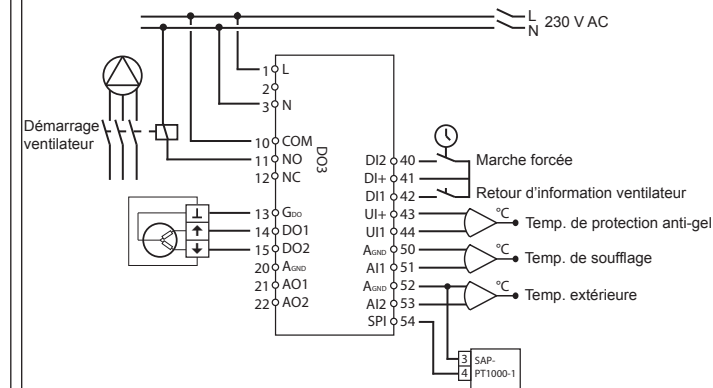 L
N 230 V AC
1 L
2
3 N
Démarrage
ventilateur
10 COM
11 NO
12 NC
DO3
13 GDO
14 DO1
15 DO2
20 AGND
21 AO1
22 AO2
DI2 40 Marche forcée
DI+ 41
DI1 42 Retour d'information ventilateur
UI+ 43 °C
UI1 44 Temp. de protection anti-gel
AGND 50 °C
AI1 51 Temp. de soufflage
AGND 52 °C
AI2 53 Temp. extérieure
SPI 54
3 SAP-
4 PT1000-1